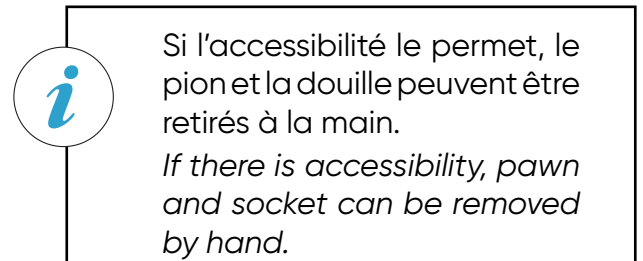 i
Si l'accessibilité le permet, le
pion et la douille peuvent être
retirés à la main.
If there is accessibility, pawn
and socket can be removed
by hand.